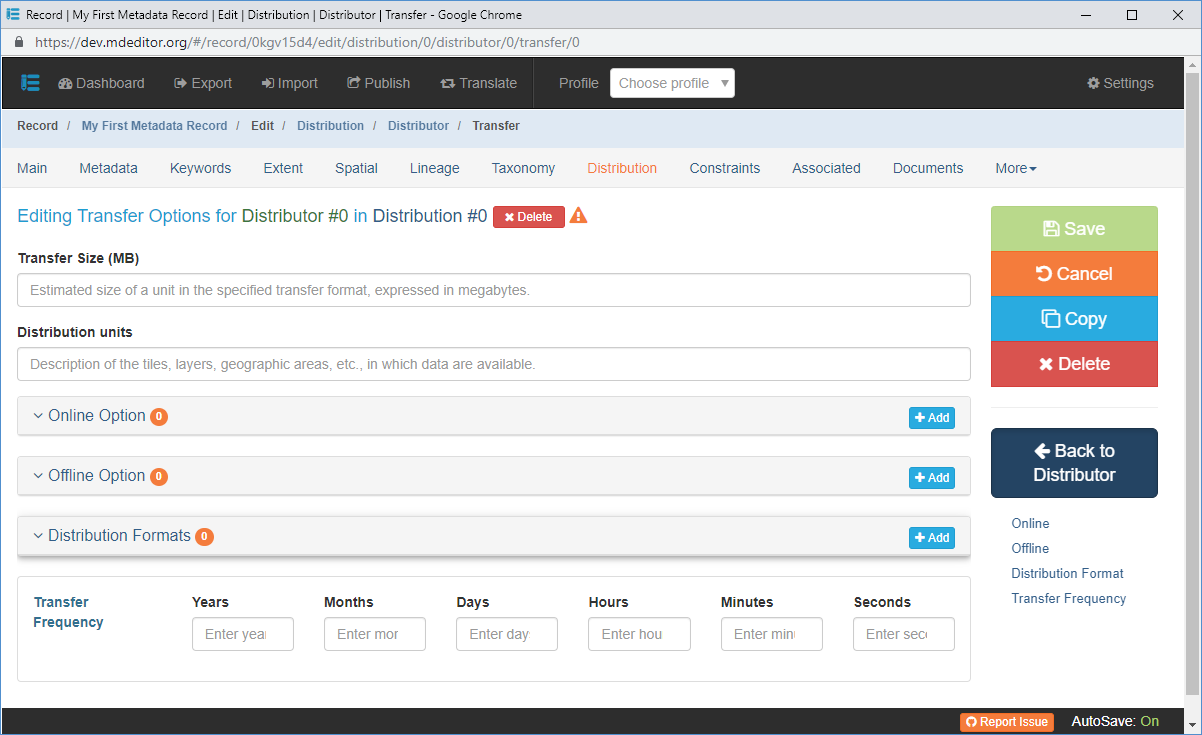 Record | My First Metadata Record | Edit | Distribution | Distributor | Transfer - Google Chrome
https://dev.mdeditor.org/#/record/0kgv15d4/edit/distribution/0/distributor/0/transfer/0
Dashboard Export Import Publish Translate Profile Choose profile Settings
Record / My First Metadata Record / Edit / Distribution / Distributor / Transfer
Main Metadata Keywords Extent Spatial Lineage Taxonomy Distribution Constraints Associated Documents More
Editing Transfer Options for Distributor #0 in Distribution #0 Delete
Transfer Size (MB)
Estimated size of a unit in the specified transfer format, expressed in megabytes.
Distribution units
Description of the tiles, layers, geographic areas, etc., in which data are available.
Online Option 0 Add
Offline Option 0 Add
Distribution Formats 0 Add
Transfer Frequency
Years Months Days Hours Minutes Seconds
Enter yea Enter mor Enter day Enter hou Enter min Enter sec
Save
Cancel
Copy
Delete
Back to
Distributor
Online
Offline
Distribution Format
Transfer Frequency
Report Issue AutoSave: On